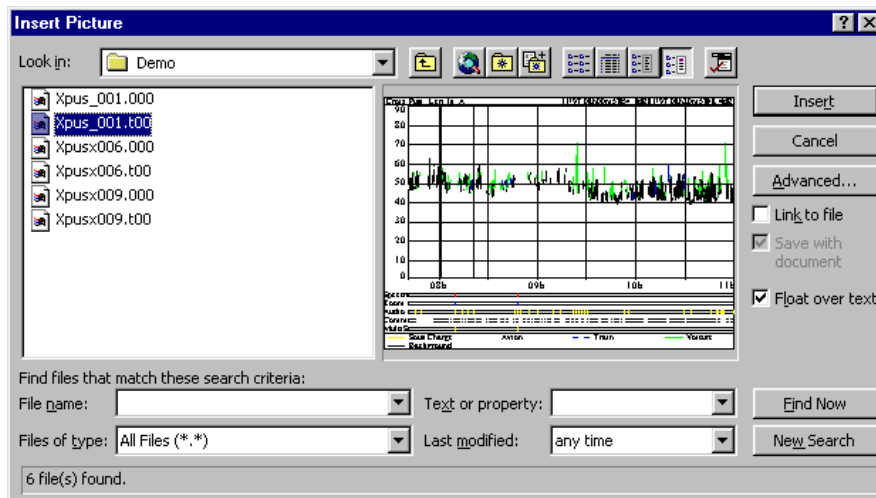 Insert Picture
Look in: Demo
Xpus_001.000
Xpus_001.t00
Xpusx006.000
Xpusx006.t00
Xpusx009.000
Xpusx009.t00
90
80
70
60
50
40
30
20
10
0
08h 09h 10h 11h
Train
Background
Insert
Cancel
Advanced...
Link to file
Save with
document
Float over text
Find files that match these search criteria:
File name: Text or property: Find Now
Files of type: All Files (*.*) Last modified: any time New Search
6 file(s) found.